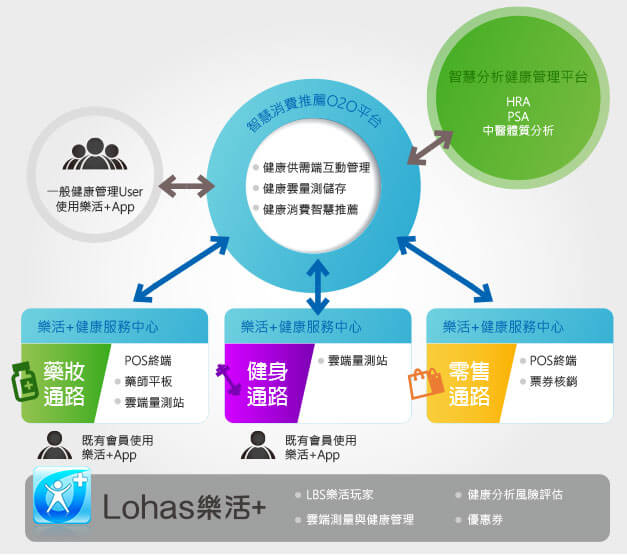 智慧分析健康管理平台
HRA
PSA
中醫體質分析
智慧消費推薦O2O平台
健康供需端互動管理
健康雲量測儲存
健康消費智慧推薦
一般健康管理User
使用樂活+App
樂活+健康服務中心
藥妝
通路
POS終端
藥師平板
雲端量測站
樂活+健康服務中心
健身
通路
雲端量測站
樂活+健康服務中心
零售
通路
POS終端
票券核銷
既有會員使用
樂活+App
既有會員使用
樂活+App
Lohas樂活+
LBS樂活玩家
健康分析風險評估
雲端測量與健康管理
優惠券